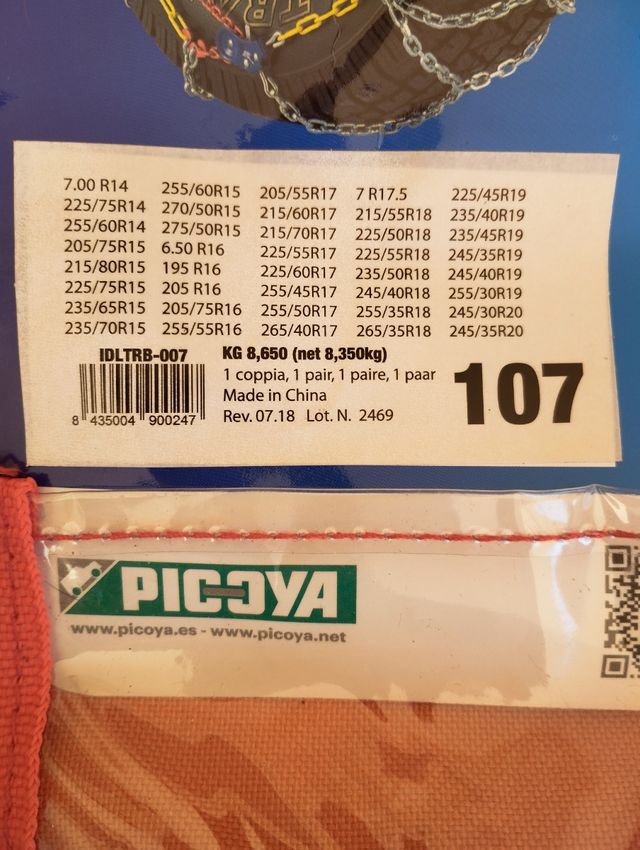 TRA
7.00 R14 255/60R15 205/55R17 7 R17.5 225/45R19
225/75R14 270/50R15 215/60R17 215/55R18 235/40R19
255/60R14 275/50R15 215/70R17 225/50R18 235/45R19
205/75R15 6.50 R16 225/55R17 225/55R18 245/35R19
215/80R15 195 R16 225/60R17 235/50R18 245/40R19
225/75R15 205 R16 255/45R17 245/40R18 255/30R19
235/65R15 205/75R16 255/50R17 255/35R18 245/30R20
235/70R15 255/55R16 265/40R17 265/35R18 245/35R20
IDLTRB-007 KG 8,650 (net 8,350kg)
1 coppia, 1 pair, 1 paire, 1 paar
Made in China
8 435004 900247 Rev. 07.18 Lot. N. 2469
107
PICOYA
www.picoya.es - www.picoya.net